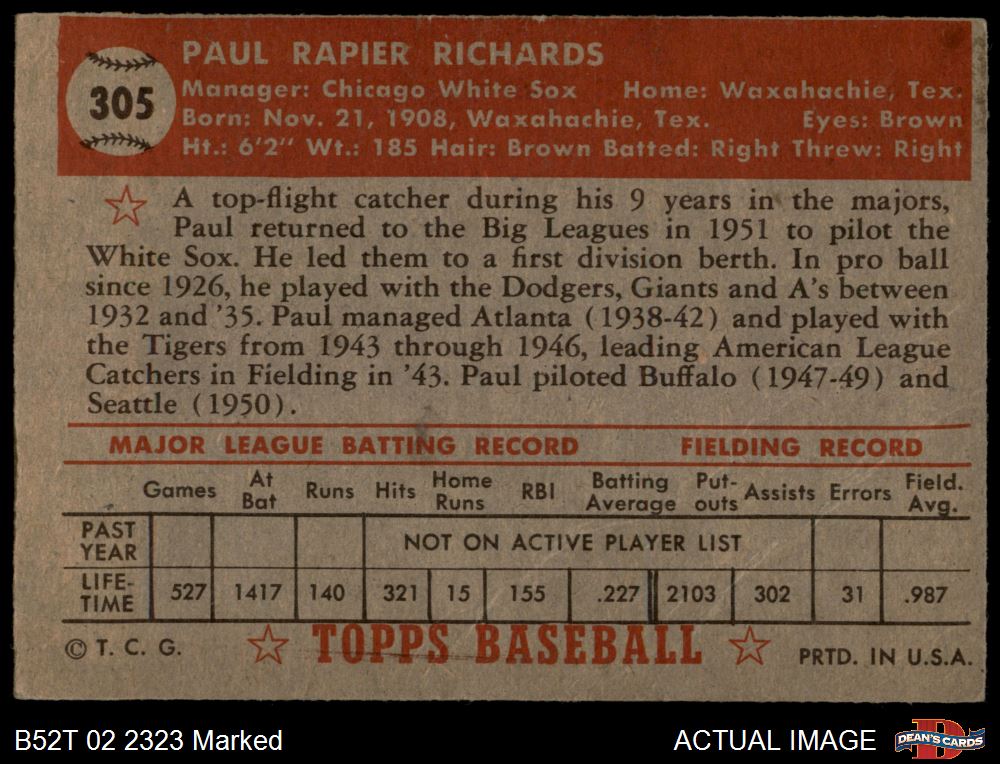 305
PAUL RAPIER RICHARDS
Manager: Chicago White Sox Home: Waxahachie, Tex.
Born: Nov. 21, 1908, Waxahachie, Tex. Eyes: Brown
Ht.: 6'2" Wt.: 185 Hair: Brown Batted: Right Threw: Right
A top-flight catcher during his 9 years in the majors,
Paul returned to the Big Leagues in 1951 to pilot the
White Sox. He led them to a first division berth. In pro ball
since 1926, he played with the Dodgers, Giants and A's between
1932 and '35. Paul managed Atlanta (1938-42) and played with
the Tigers from 1943 through 1946, leading American League
Catchers in Fielding in '43. Paul piloted Buffalo (1947-49) and
Seattle (1950).
MAJOR LEAGUE BATTING RECORD FIELDING RECORD
Games At Bat Runs Hits Home Runs RBI Batting Average Put-outs Assists Errors Field. Avg.
PAST YEAR NOT ON ACTIVE PLAYER LIST
LIFE-TIME 527 1417 140 321 15 155 .227 2103 302 31 .987
© T. C. G. TOPPS BASEBALL PRTD. IN U.S.A.
B52T 02 2323 Marked ACTUAL IMAGE DEAN'S CARDS